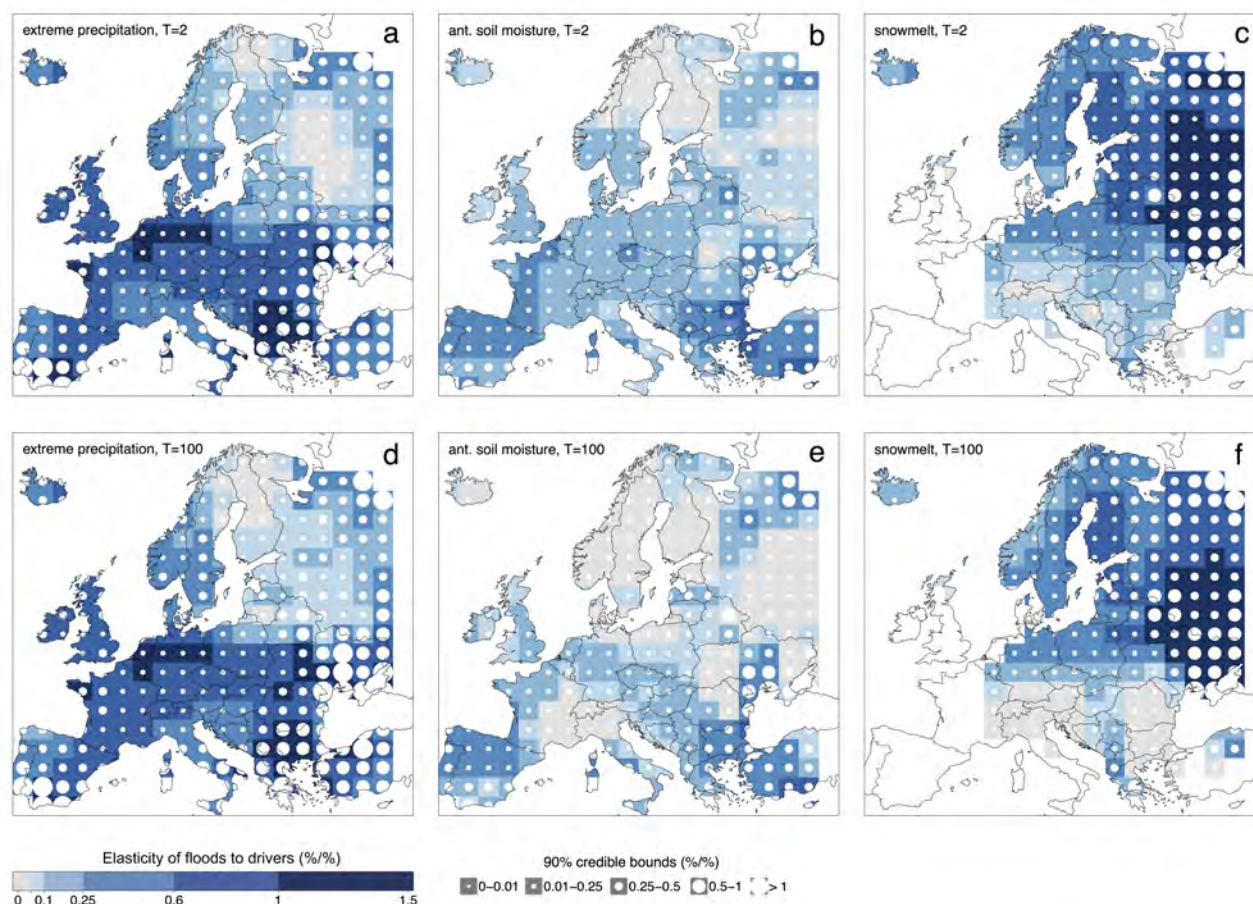 extreme precipitation, T=2
a
ant. soil moisture, T=2
b
snowmelt, T=2
c
extreme precipitation, T=100
d
ant. soil moisture, T=100
e
snowmelt, T=100
f
Elasticity of floods to drivers (%/%)
0 0.1 0.25 0.6 1 1.5
90% credible bounds (%/%)
0−0.01 0.01−0.25 0.25−0.5 0.5−1 > 1